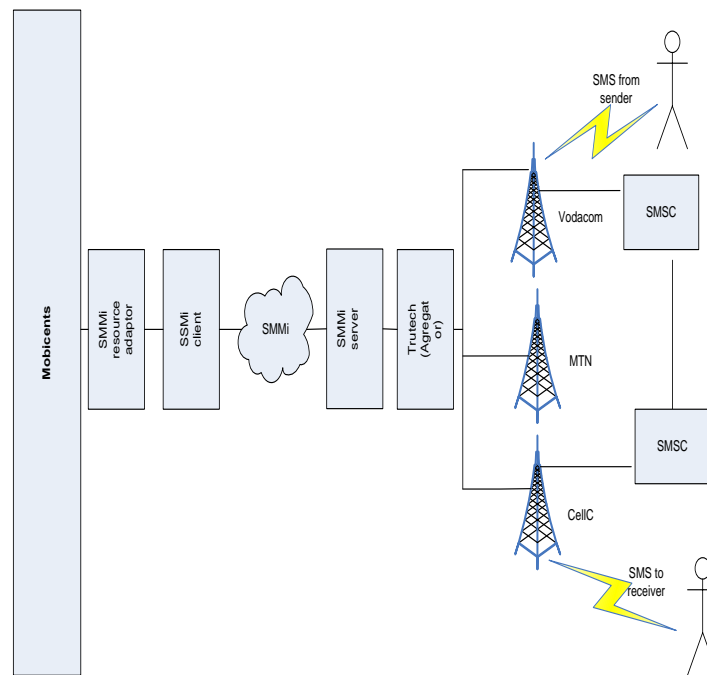 Mobicents
SMMi
resource
adaptor
SSMi
client
SMMi
SMMi
server
Trutech
(Agregat
or)
SMS from
sender
Vodacom
SMSC
MTN
SMSC
CellC
SMS to
receiver